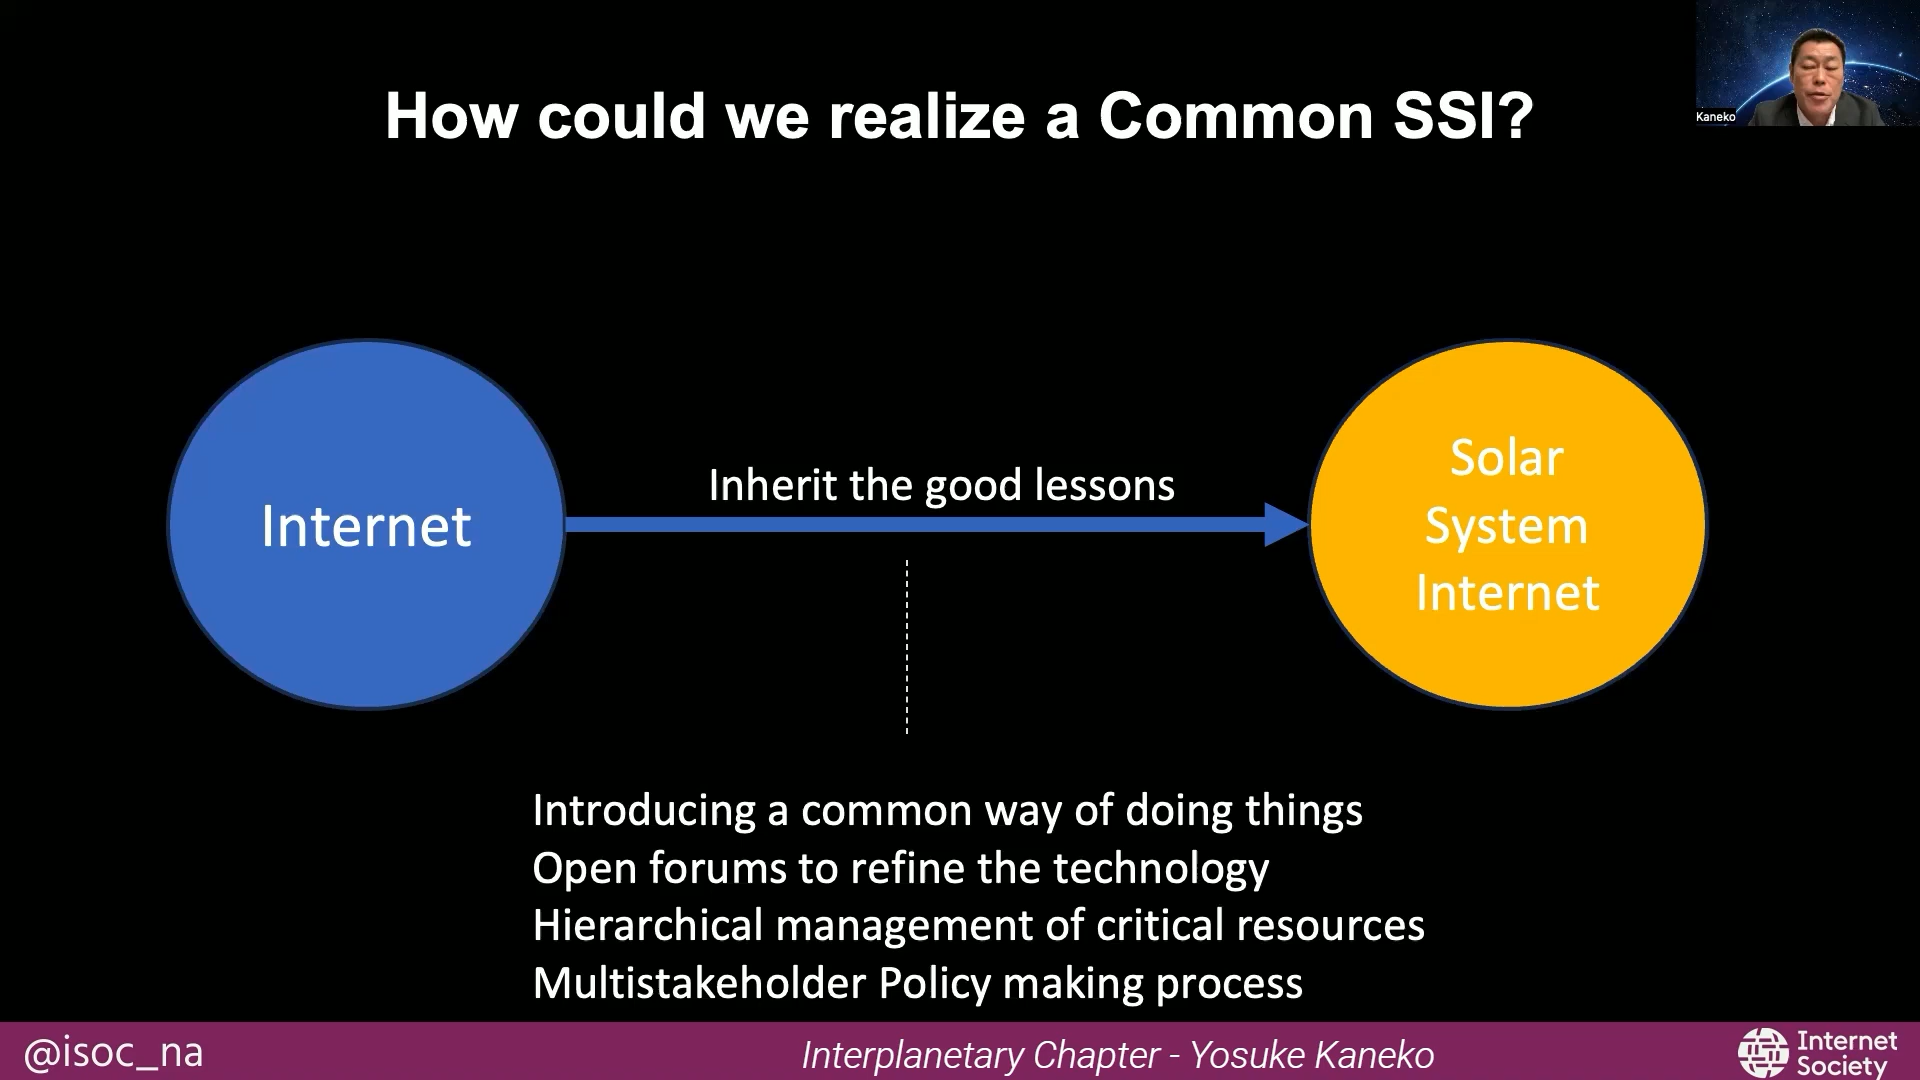 How could we realize a Common SSI?
Kaneko
Internet
Inherit the good lessons
Solar
System
Internet
Introducing a common way of doing things
Open forums to refine the technology
Hierarchical management of critical resources
Multistakeholder Policy making process
@isoc_na
Interplanetary Chapter - Yosuke Kaneko
Internet
Society